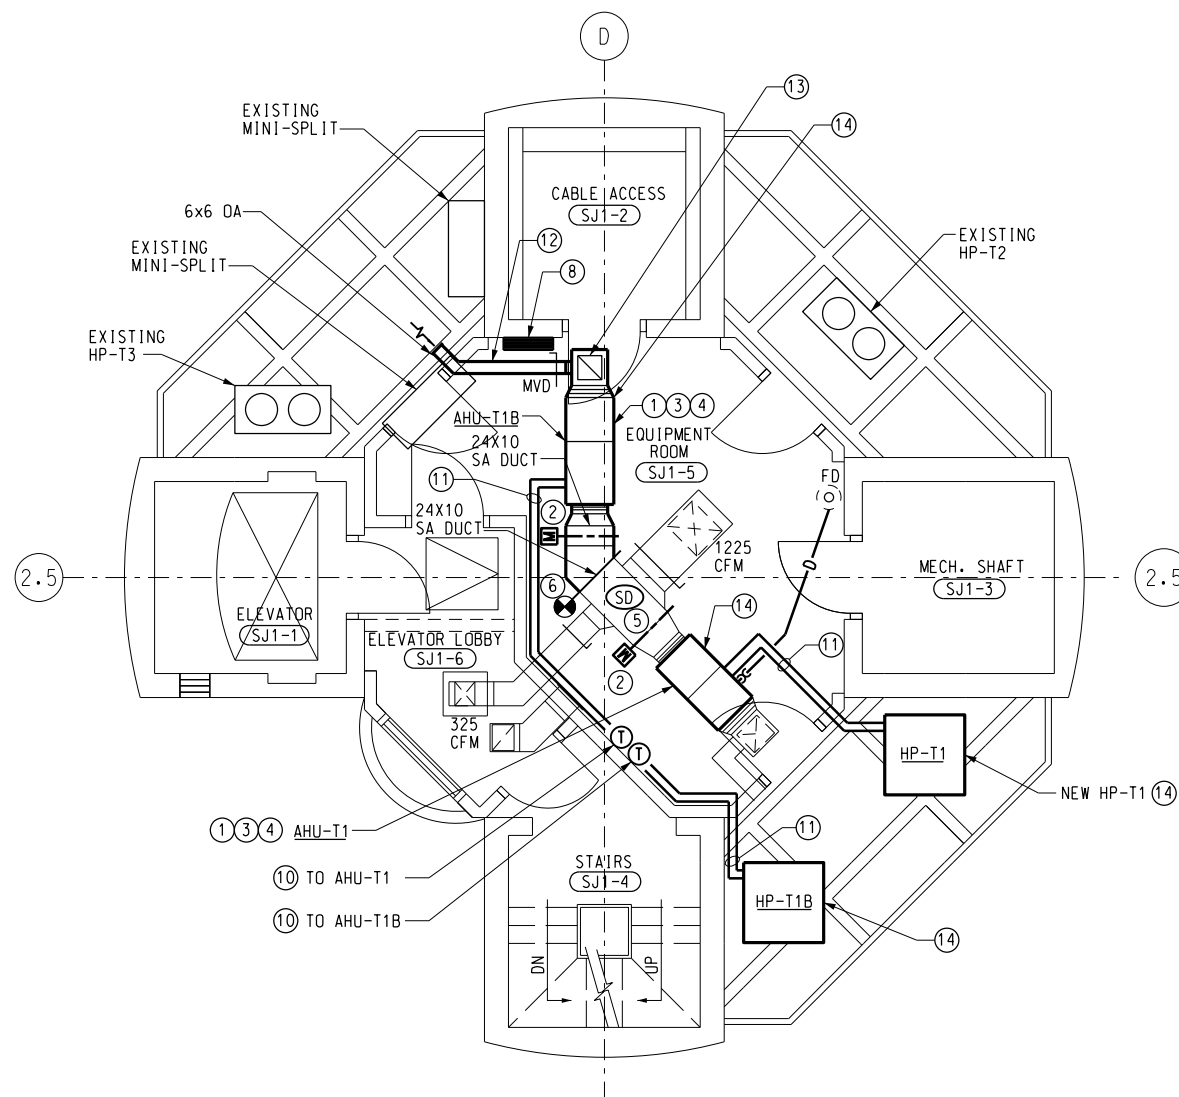 D
13
14
EXISTING
MINI-SPLIT
CABLE ACCESS
SJ1-2
6x6 OA
EXISTING
MINI-SPLIT
12
8
EXISTING
HP-T2
EXISTING
HP-T3
MVD
AHU-T1B
1 3 4
24X10
SA DUCT
EQUIPMENT
ROOM
SJ1-5
FD
11
2
24X10
SA DUCT
M
1225
CFM
D
2.5
2.5
MECH. SHAFT
SJ1-3
6
SD
5
14
ELEVATOR
SJ1-1
ELEVATOR LOBBY
SJ1-6
M
2
11
325
CFM
T
T
HP-T1
NEW HP-T1 14
1 3 4 AHU-T1
11
10 TO AHU-T1
STAIRS
SJ1-4
HP-T1B
10 TO AHU-T1B
14
DN
UP